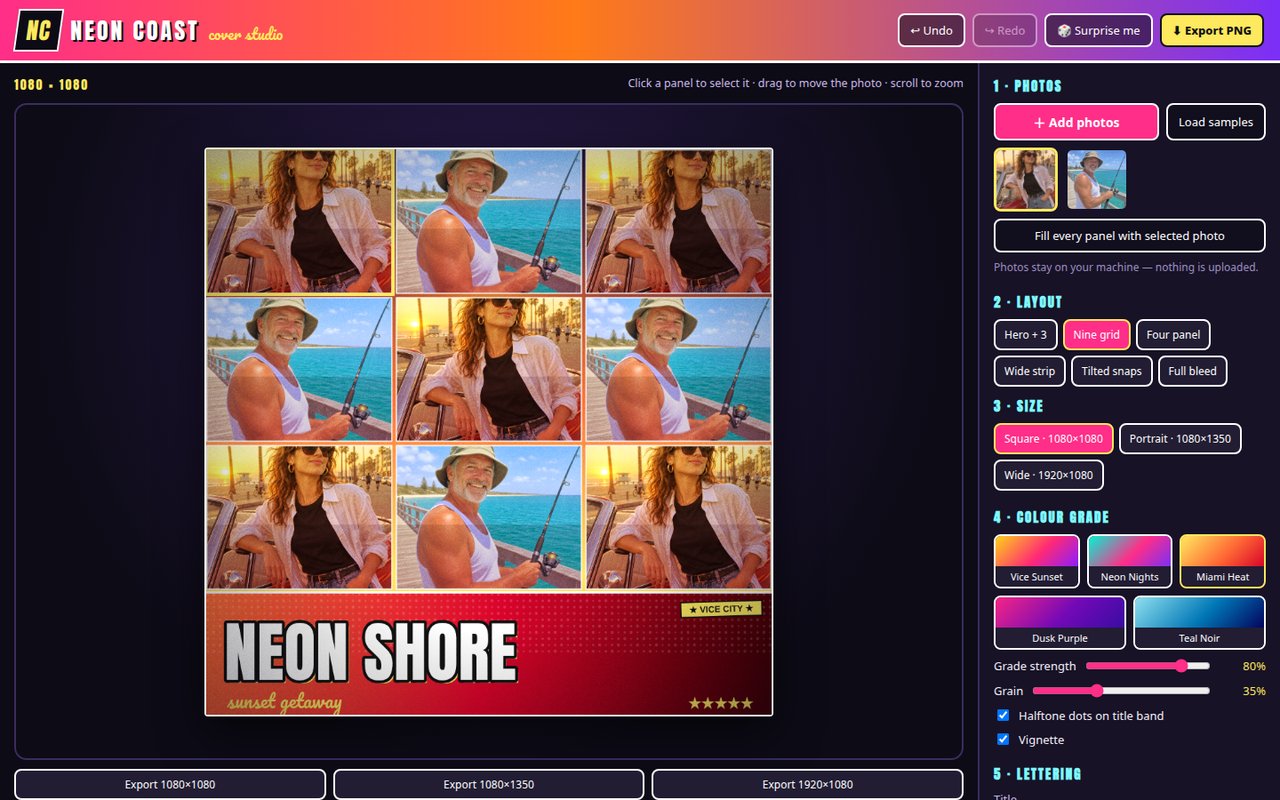 NC NEON COAST cover studio
↩ Undo
↪ Redo
🎲 Surprise me
⬇ Export PNG
1080 × 1080
Click a panel to select it · drag to move the photo · scroll to zoom
★ VICE CITY ★
NEON SHORE
sunset getaway
★★★★★
Export 1080×1080
Export 1080×1350
Export 1920×1080
1 · PHOTOS
+ Add photos
Load samples
Fill every panel with selected photo
Photos stay on your machine — nothing is uploaded.
2 · LAYOUT
Hero + 3
Nine grid
Four panel
Wide strip
Tilted snaps
Full bleed
3 · SIZE
Square · 1080×1080
Portrait · 1080×1350
Wide · 1920×1080
4 · COLOUR GRADE
Vice Sunset
Neon Nights
Miami Heat
Dusk Purple
Teal Noir
Grade strength 80%
Grain 35%
Halftone dots on title band
Vignette
5 · LETTERING
Title